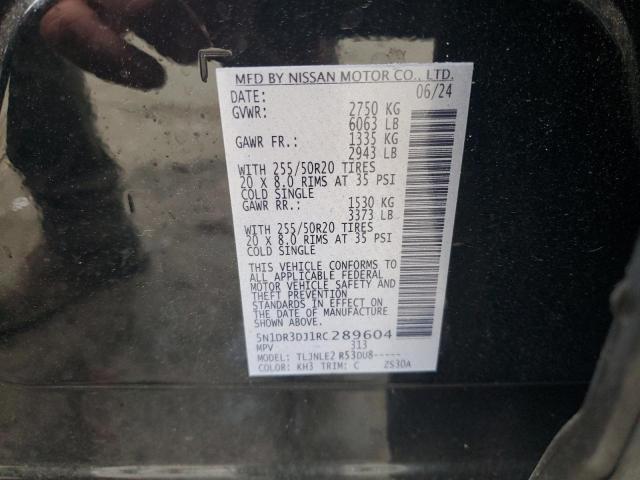 MFD BY NISSAN MOTOR CO., LTD.
DATE: 06/24
GVWR: 2750 KG
6063 LB
GAWR FR.: 1335 KG
2943 LB
WITH 255/50R20 TIRES
20 X 8.0 RIMS AT 35 PSI
COLD SINGLE
GAWR RR.: 1530 KG
3373 LB
WITH 255/50R20 TIRES
20 X 8.0 RIMS AT 35 PSI
COLD SINGLE
THIS VEHICLE CONFORMS TO
ALL APPLICABLE FEDERAL
MOTOR VEHICLE SAFETY AND
THEFT PREVENTION
STANDARDS IN EFFECT ON
THE DATE OF MANUFACTURE
SHOWN ABOVE.
5N1DR3DJ1RC289604
MPV 313
MODEL: TLJNLE2 R53DU8-----
COLOR: KH3 TRIM: C ZS30A